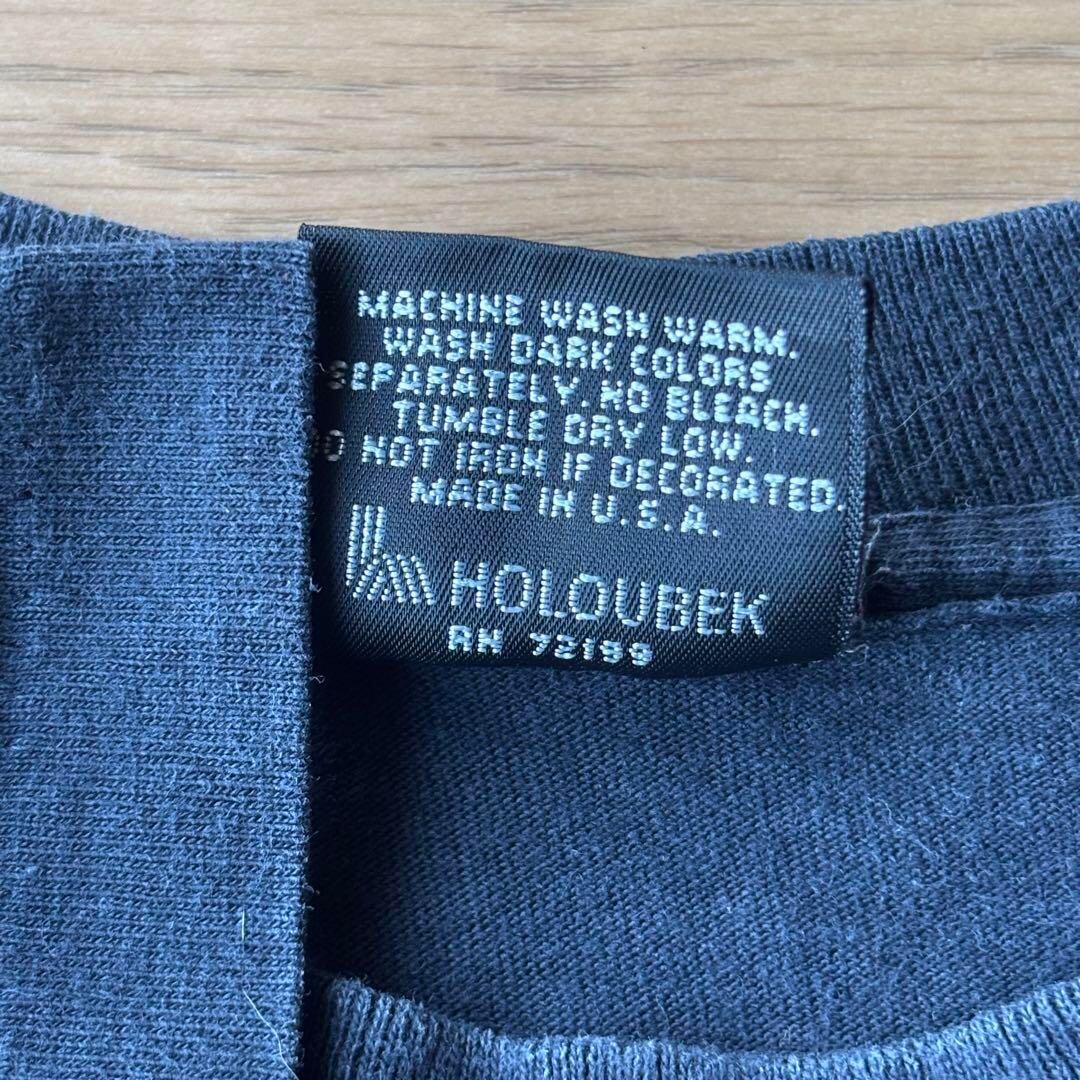 MACHINE WASH WARM.
WASH DARK COLORS
SEPARATELY. NO BLEACH.
TUMBLE DRY LOW.
DO NOT IRON IF DECORATED.
MADE IN U.S.A.
HOLOUBEK
RN 73199